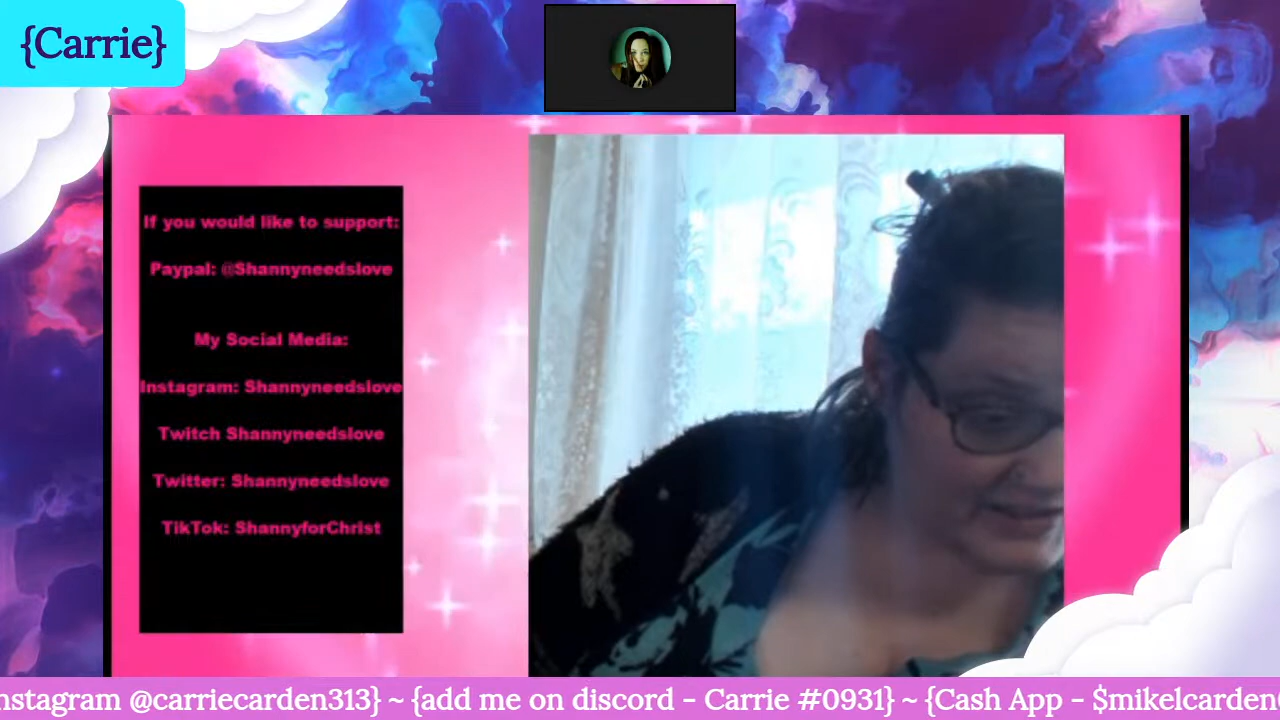 {Carrie}
If you would like to support:
Paypal: @Shannyneedslove
My Social Media:
Instagram: Shannyneedslove
Twitch Shannyneedslove
Twitter: Shannyneedslove
TikTok: ShannyforChrist
nstagram @carriecarden313} ~ {add me on discord - Carrie #0931} ~ {Cash App - $mikelcarden